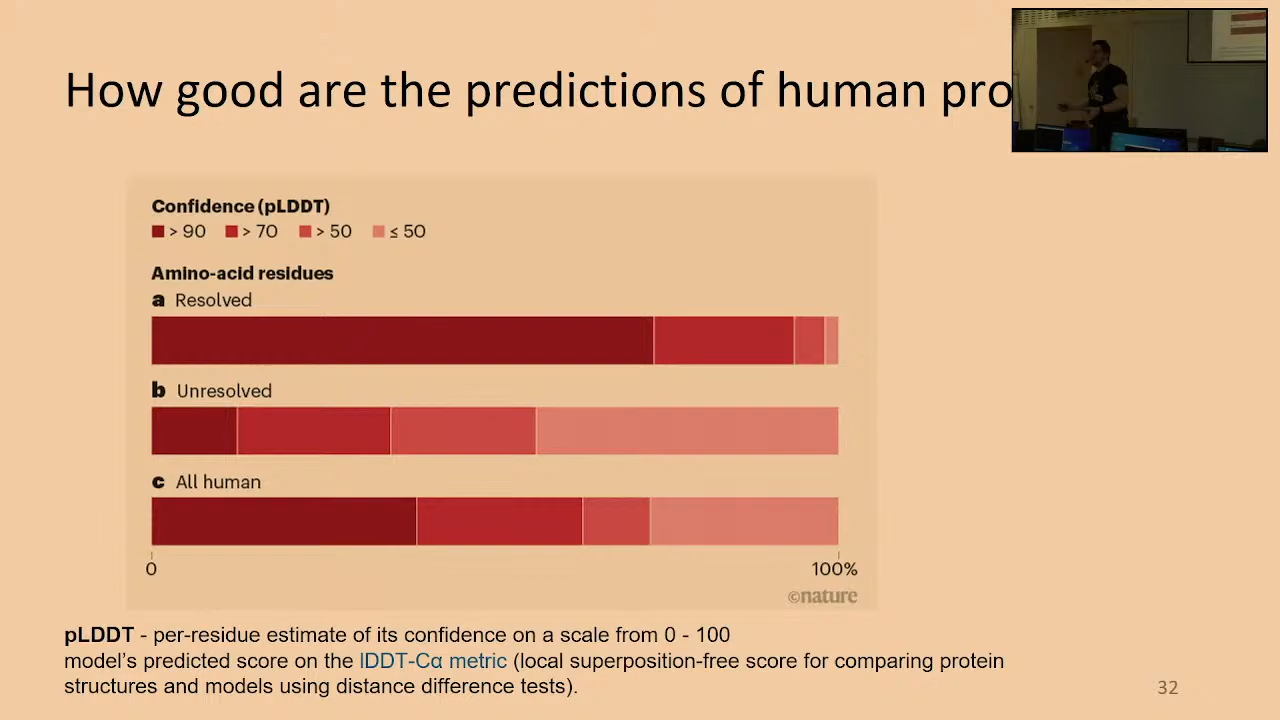 How good are the predictions of human pro
Confidence (pLDDT)
> 90 > 70 > 50 ≤ 50
Amino-acid residues
a Resolved
b Unresolved
c All human
0 100%
©nature
pLDDT - per-residue estimate of its confidence on a scale from 0 - 100
model's predicted score on the lDDT-Cα metric (local superposition-free score for comparing protein
structures and models using distance difference tests).
32